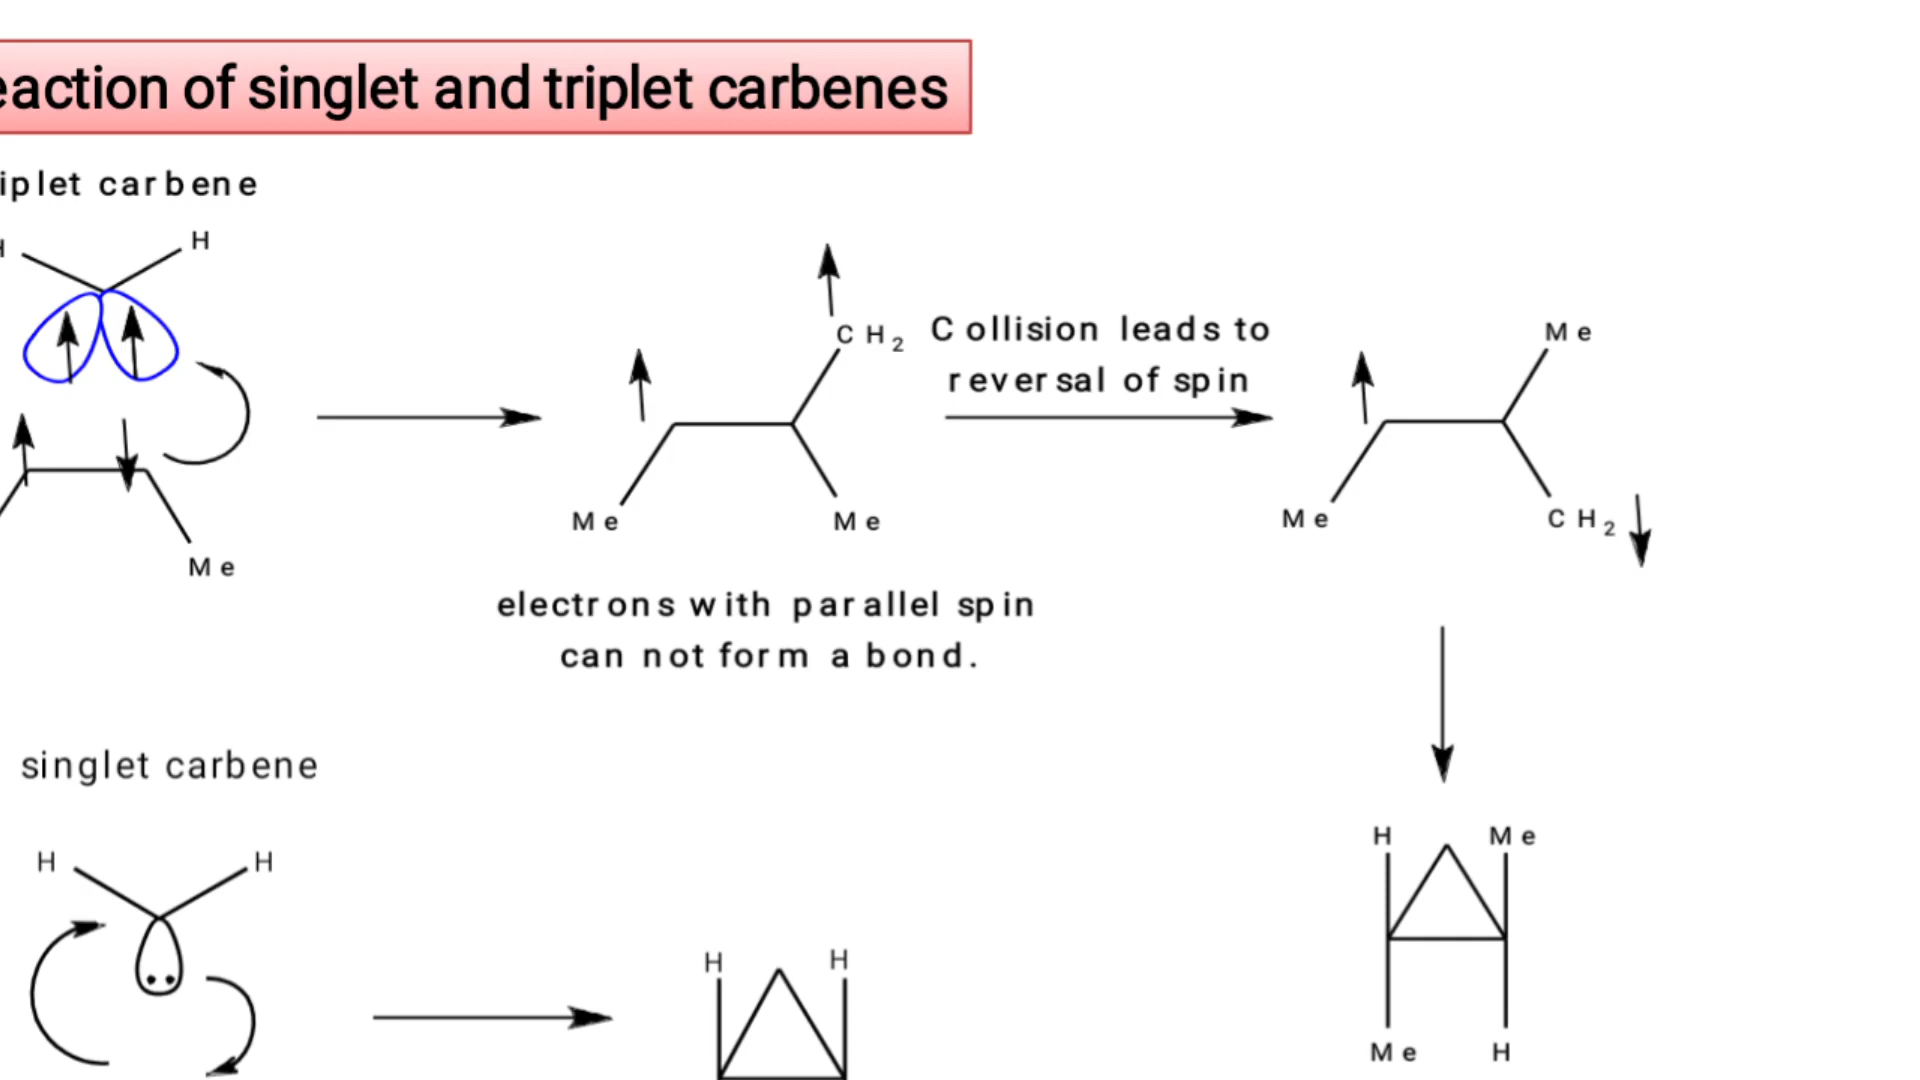 eaction of singlet and triplet carbenes
iplet carbene
H
H
CH2
Collision leads to
reversal of spin
Me
Me
Me
Me
Me
CH2
electrons with parallel spin
can not form a bond.
singlet carbene
H
H
H
Me
H
H
Me
H